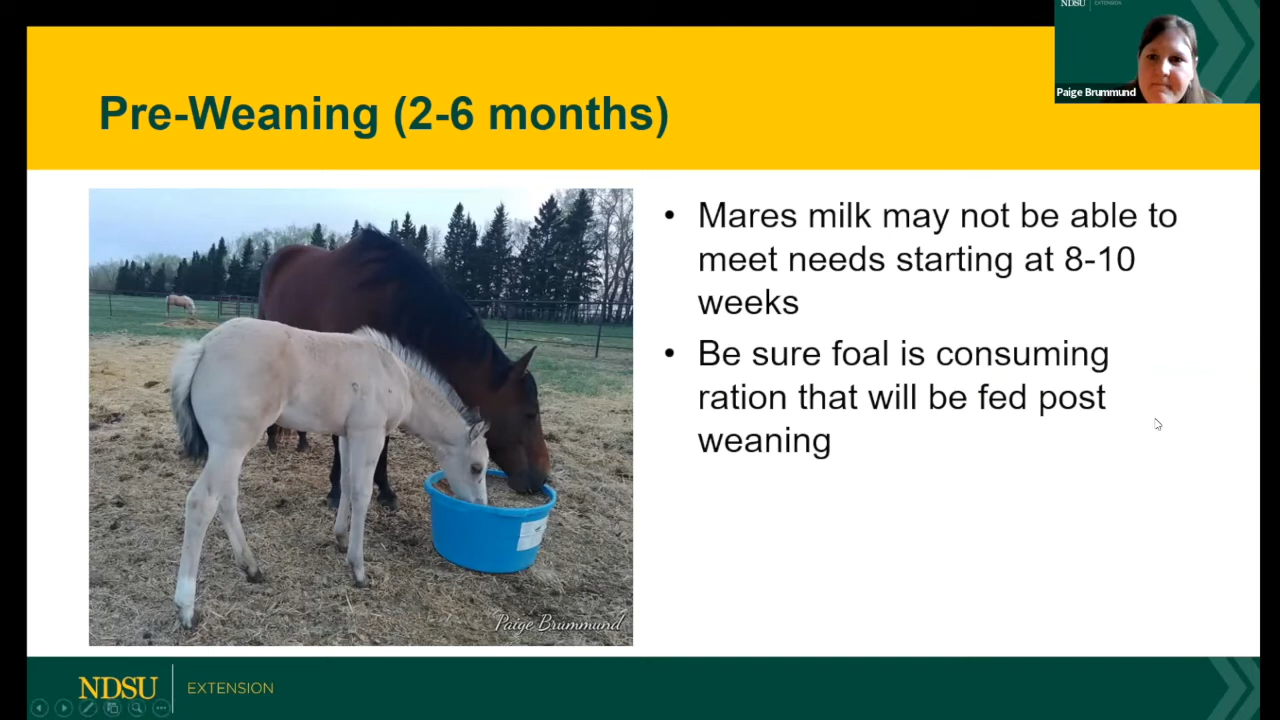 NDSU EXTENSION
Paige Brummund
Pre-Weaning (2-6 months)
• Mares milk may not be able to
meet needs starting at 8-10
weeks
• Be sure foal is consuming
ration that will be fed post
weaning
Paige Brummund
NDSU EXTENSION